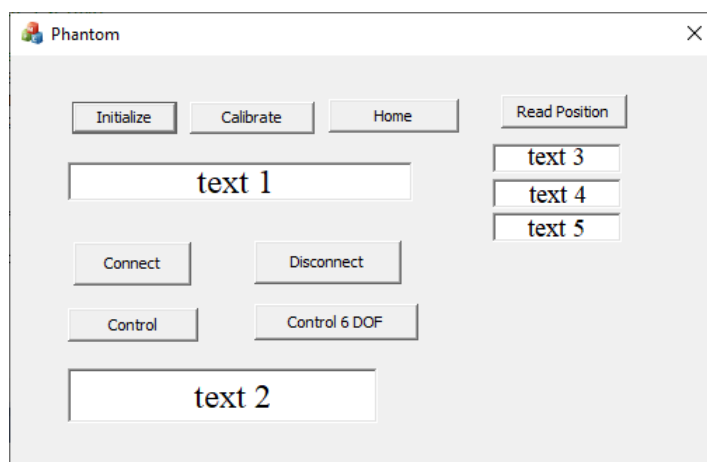 Phantom
Initialize Calibrate Home Read Position
text 3
text 1
text 4
text 5
Connect Disconnect
Control Control 6 DOF
text 2